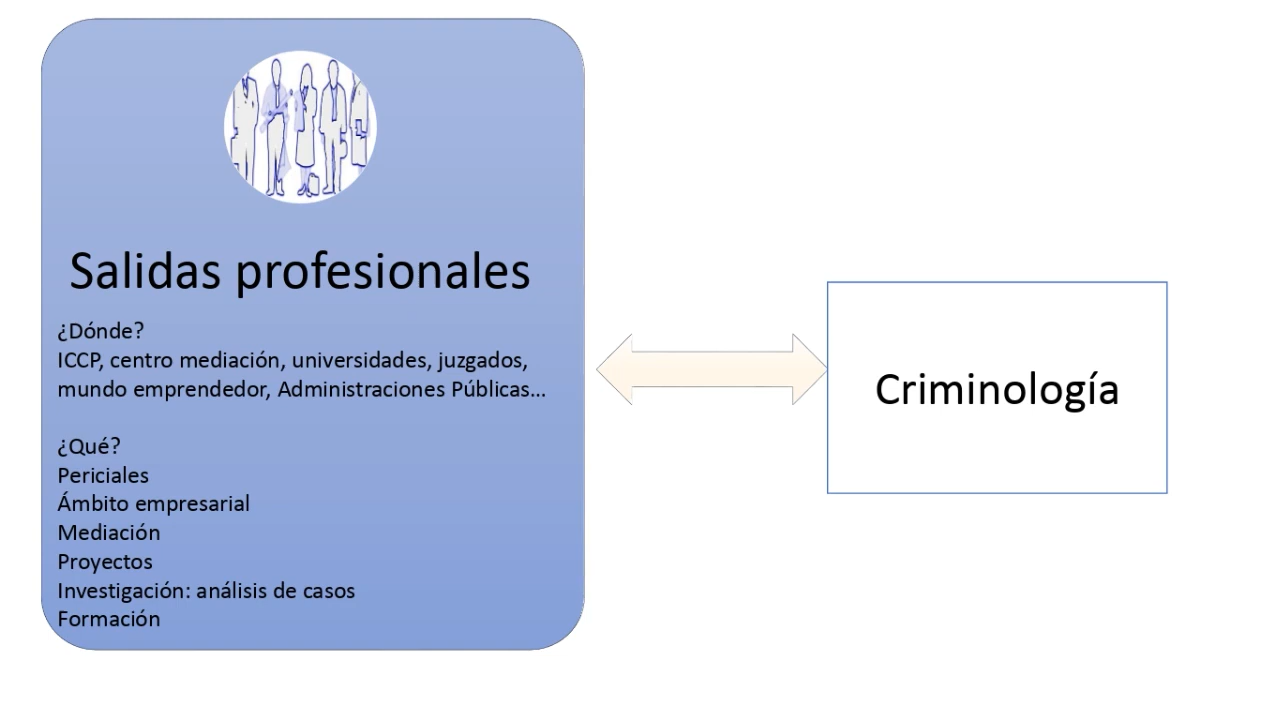 Salidas profesionales
¿Dónde?
ICCP, centro mediación, universidades, juzgados,
mundo emprendedor, Administraciones Públicas...
¿Qué?
Periciales
Ámbito empresarial
Mediación
Proyectos
Investigación: análisis de casos
Formación
Criminología